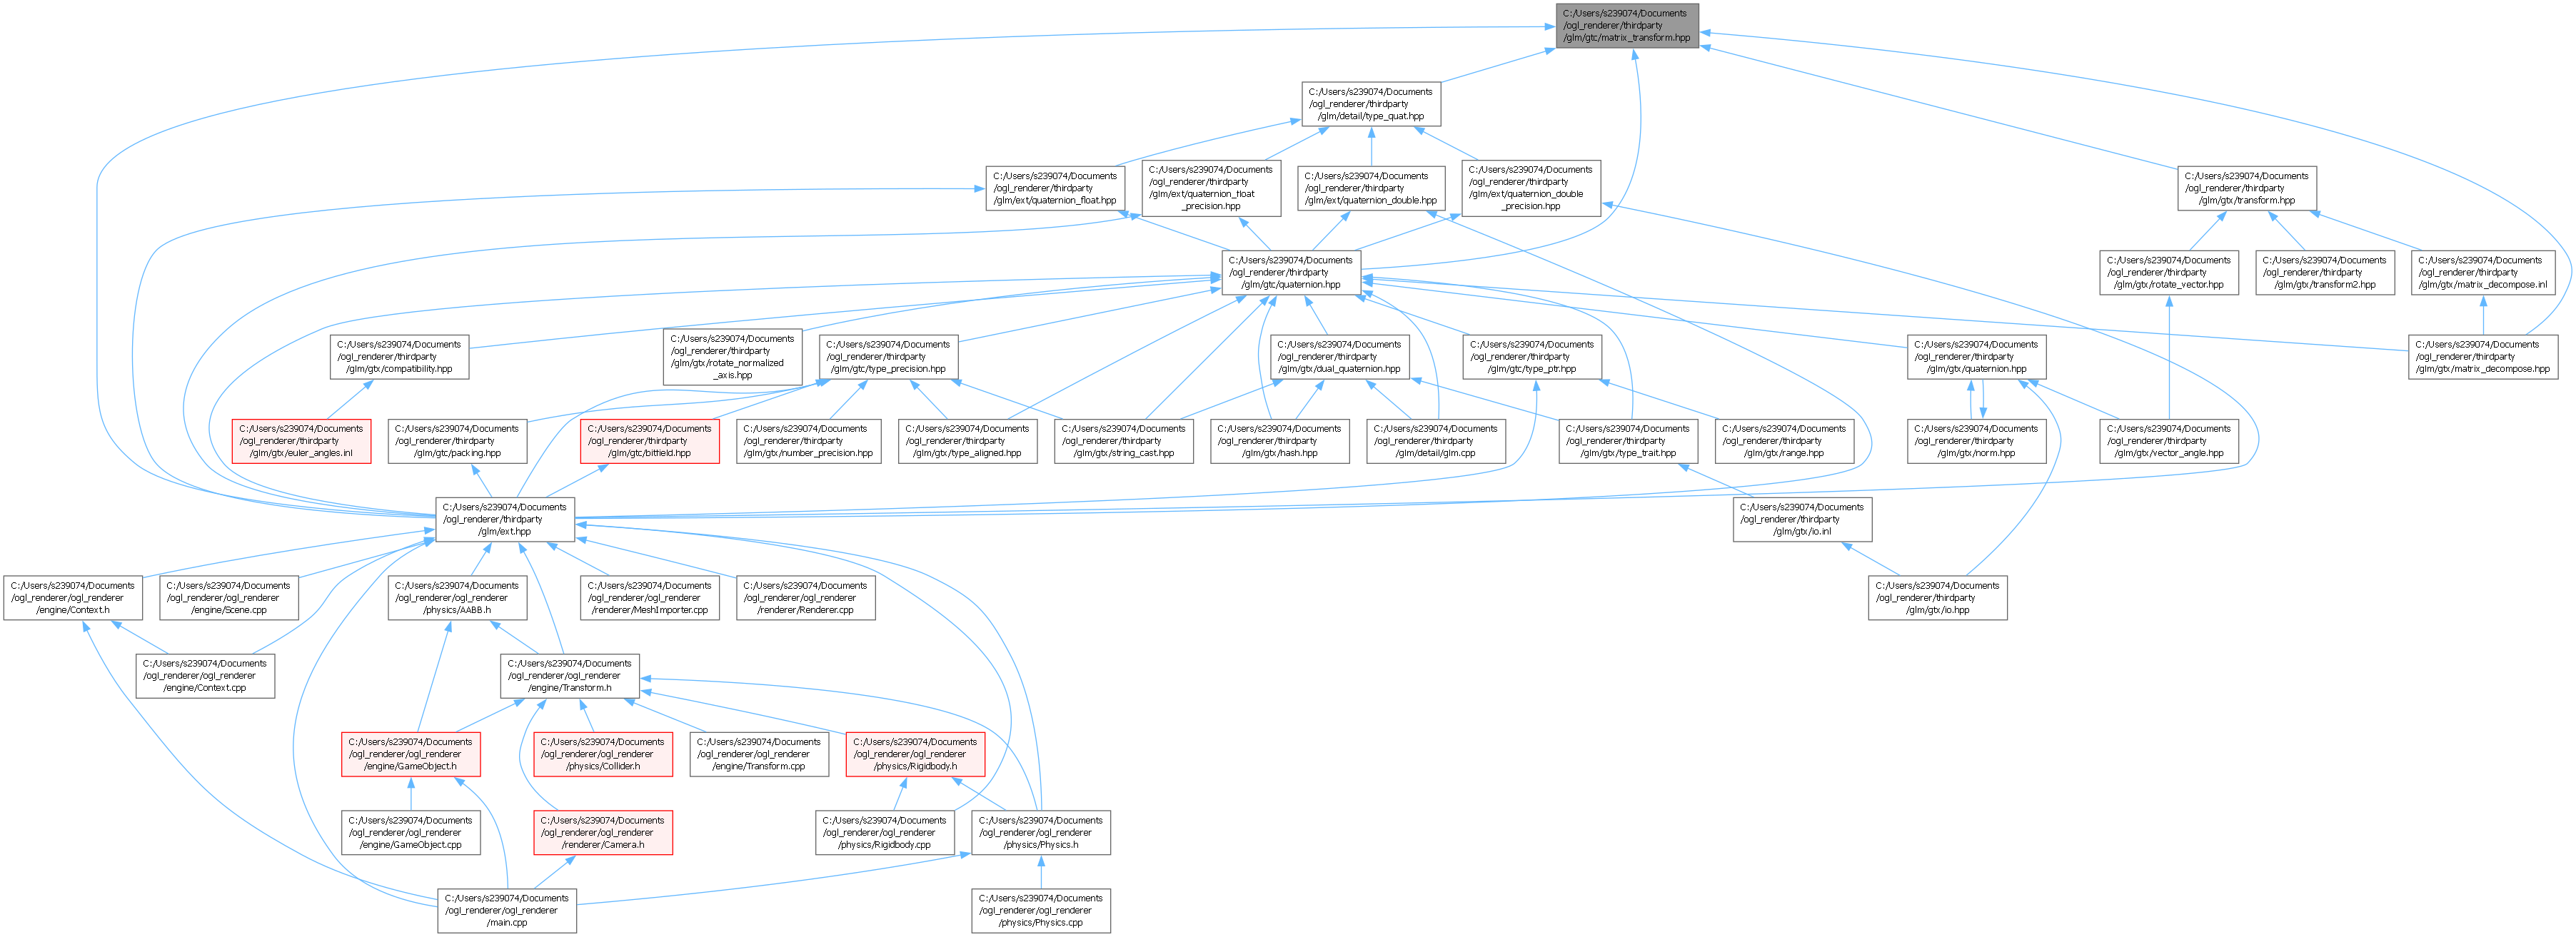 C:/Users/s239074/Documents
/ogl_renderer/thirdparty
/glm/gtc/matrix_transform.hpp
C:/Users/s239074/Documents
/ogl_renderer/thirdparty
/glm/detail/type_quat.hpp
C:/Users/s239074/Documents
/ogl_renderer/thirdparty
/glm/ext/quaternion_float.hpp
C:/Users/s239074/Documents
/ogl_renderer/thirdparty
/glm/ext/quaternion_float
_precision.hpp
C:/Users/s239074/Documents
/ogl_renderer/thirdparty
/glm/ext/quaternion_double.hpp
C:/Users/s239074/Documents
/ogl_renderer/thirdparty
/glm/ext/quaternion_double
_precision.hpp
C:/Users/s239074/Documents
/ogl_renderer/thirdparty
/glm/gtx/transform.hpp
C:/Users/s239074/Documents
/ogl_renderer/thirdparty
/glm/gtc/quaternion.hpp
C:/Users/s239074/Documents
/ogl_renderer/thirdparty
/glm/gtx/rotate_vector.hpp
C:/Users/s239074/Documents
/ogl_renderer/thirdparty
/glm/gtx/transform2.hpp
C:/Users/s239074/Documents
/ogl_renderer/thirdparty
/glm/gtx/matrix_decompose.inl
C:/Users/s239074/Documents
/ogl_renderer/thirdparty
/glm/gtx/compatibility.hpp
C:/Users/s239074/Documents
/ogl_renderer/thirdparty
/glm/gtx/rotate_normalized
_axis.hpp
C:/Users/s239074/Documents
/ogl_renderer/thirdparty
/glm/gtc/type_precision.hpp
C:/Users/s239074/Documents
/ogl_renderer/thirdparty
/glm/gtx/dual_quaternion.hpp
C:/Users/s239074/Documents
/ogl_renderer/thirdparty
/glm/gtc/type_ptr.hpp
C:/Users/s239074/Documents
/ogl_renderer/thirdparty
/glm/gtx/quaternion.hpp
C:/Users/s239074/Documents
/ogl_renderer/thirdparty
/glm/gtx/matrix_decompose.hpp
C:/Users/s239074/Documents
/ogl_renderer/thirdparty
/glm/gtx/euler_angles.inl
C:/Users/s239074/Documents
/ogl_renderer/thirdparty
/glm/gtc/packing.hpp
C:/Users/s239074/Documents
/ogl_renderer/thirdparty
/glm/gtc/bitfield.hpp
C:/Users/s239074/Documents
/ogl_renderer/thirdparty
/glm/gtx/number_precision.hpp
C:/Users/s239074/Documents
/ogl_renderer/thirdparty
/glm/gtx/type_aligned.hpp
C:/Users/s239074/Documents
/ogl_renderer/thirdparty
/glm/gtx/string_cast.hpp
C:/Users/s239074/Documents
/ogl_renderer/thirdparty
/glm/gtx/hash.hpp
C:/Users/s239074/Documents
/ogl_renderer/thirdparty
/glm/detail/glm.cpp
C:/Users/s239074/Documents
/ogl_renderer/thirdparty
/glm/gtx/type_trait.hpp
C:/Users/s239074/Documents
/ogl_renderer/thirdparty
/glm/gtx/range.hpp
C:/Users/s239074/Documents
/ogl_renderer/thirdparty
/glm/gtx/norm.hpp
C:/Users/s239074/Documents
/ogl_renderer/thirdparty
/glm/gtx/vector_angle.hpp
C:/Users/s239074/Documents
/ogl_renderer/thirdparty
/glm/ext.hpp
C:/Users/s239074/Documents
/ogl_renderer/thirdparty
/glm/gtx/io.inl
C:/Users/s239074/Documents
/ogl_renderer/ogl_renderer
/engine/Context.h
C:/Users/s239074/Documents
/ogl_renderer/ogl_renderer
/engine/Scene.cpp
C:/Users/s239074/Documents
/ogl_renderer/ogl_renderer
/physics/AABB.h
C:/Users/s239074/Documents
/ogl_renderer/ogl_renderer
/renderer/MeshImporter.cpp
C:/Users/s239074/Documents
/ogl_renderer/ogl_renderer
/renderer/Renderer.cpp
C:/Users/s239074/Documents
/ogl_renderer/thirdparty
/glm/gtx/io.hpp
C:/Users/s239074/Documents
/ogl_renderer/ogl_renderer
/engine/Context.cpp
C:/Users/s239074/Documents
/ogl_renderer/ogl_renderer
/engine/Transform.h
C:/Users/s239074/Documents
/ogl_renderer/ogl_renderer
/engine/GameObject.h
C:/Users/s239074/Documents
/ogl_renderer/ogl_renderer
/physics/Collider.h
C:/Users/s239074/Documents
/ogl_renderer/ogl_renderer
/engine/Transform.cpp
C:/Users/s239074/Documents
/ogl_renderer/ogl_renderer
/physics/Rigidbody.h
C:/Users/s239074/Documents
/ogl_renderer/ogl_renderer
/engine/GameObject.cpp
C:/Users/s239074/Documents
/ogl_renderer/ogl_renderer
/renderer/Camera.h
C:/Users/s239074/Documents
/ogl_renderer/ogl_renderer
/physics/Rigidbody.cpp
C:/Users/s239074/Documents
/ogl_renderer/ogl_renderer
/physics/Physics.h
C:/Users/s239074/Documents
/ogl_renderer/ogl_renderer
/main.cpp
C:/Users/s239074/Documents
/ogl_renderer/ogl_renderer
/physics/Physics.cpp